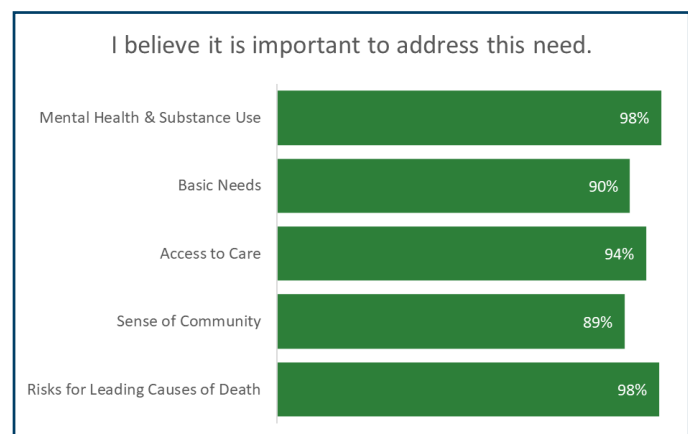 I believe it is important to address this need.
Mental Health & Substance Use 98%
Basic Needs 90%
Access to Care 94%
Sense of Community 89%
Risks for Leading Causes of Death 98%